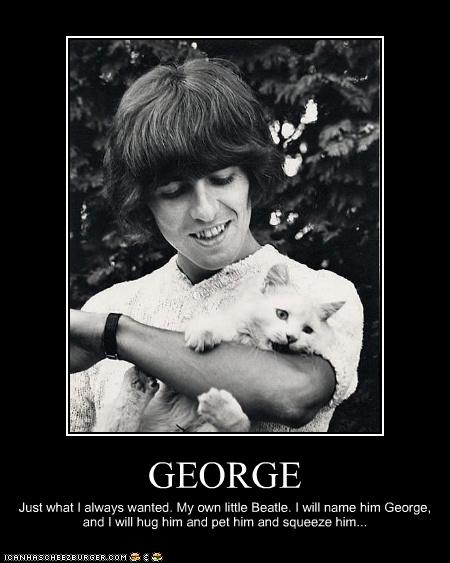 GEORGE
Just what I always wanted. My own little Beatle. I will name him George,
and I will hug him and pet him and squeeze him...
ICANHASCHEEZBURGER.COM